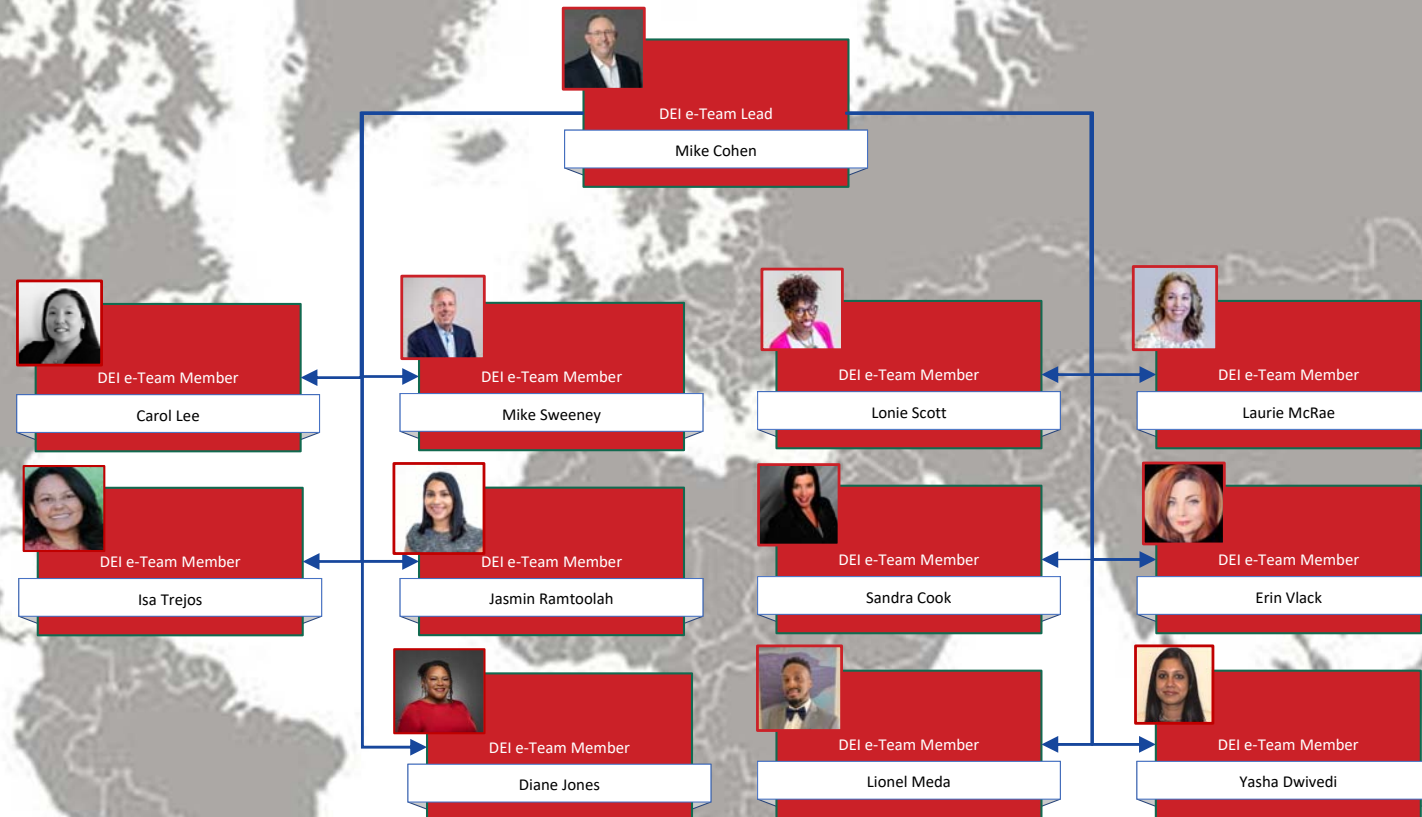 DEI e-Team Lead
Mike Cohen
DEI e-Team Member
Carol Lee
DEI e-Team Member
Mike Sweeney
DEI e-Team Member
Lonie Scott
DEI e-Team Member
Laurie McRae
DEI e-Team Member
Isa Trejos
DEI e-Team Member
Jasmin Ramtoolah
DEI e-Team Member
Sandra Cook
DEI e-Team Member
Erin Vlack
DEI e-Team Member
Diane Jones
DEI e-Team Member
Lionel Meda
DEI e-Team Member
Yasha Dwivedi